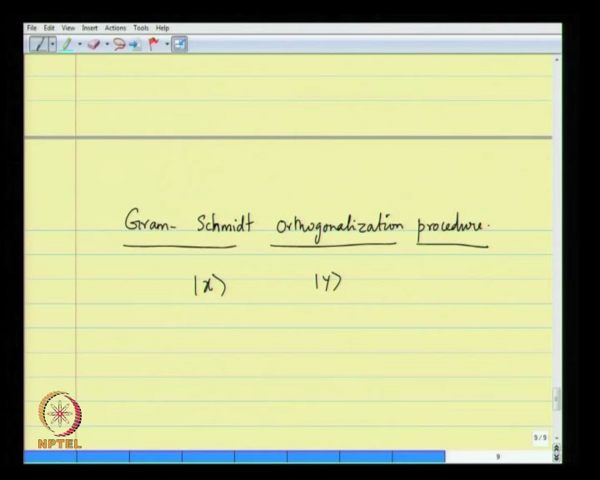 File Edit View Insert Actions Tools Help
Gram- Schmidt Orthogonalization procedure.
|x⟩ |y⟩
NPTEL
9/9
9